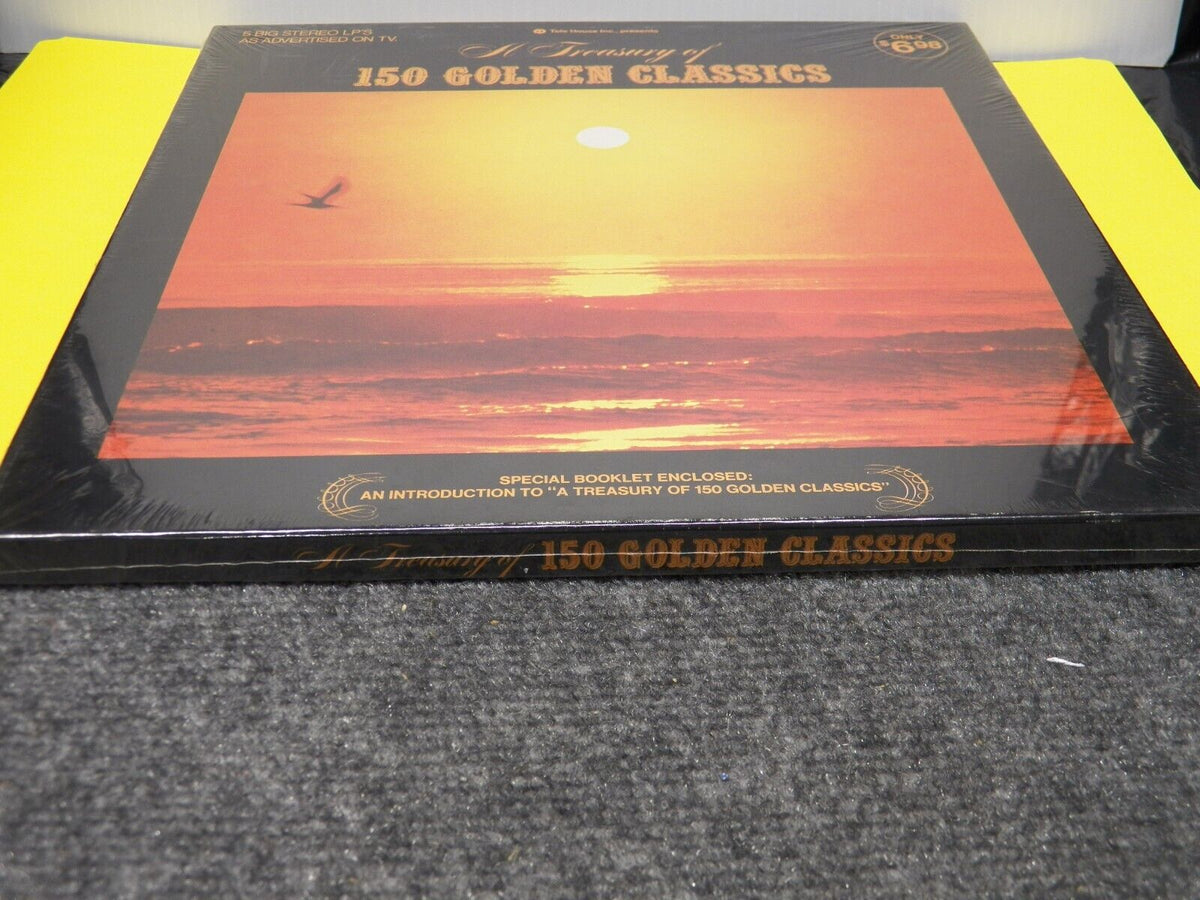 5 BIG STEREO LP'S
AS ADVERTISED ON T.V.
Tele House Inc., presents
A Treasury of
150 GOLDEN CLASSICS
ONLY
$6.98
SPECIAL BOOKLET ENCLOSED:
AN INTRODUCTION TO "A TREASURY OF 150 GOLDEN CLASSICS"
A Treasury of 150 GOLDEN CLASSICS